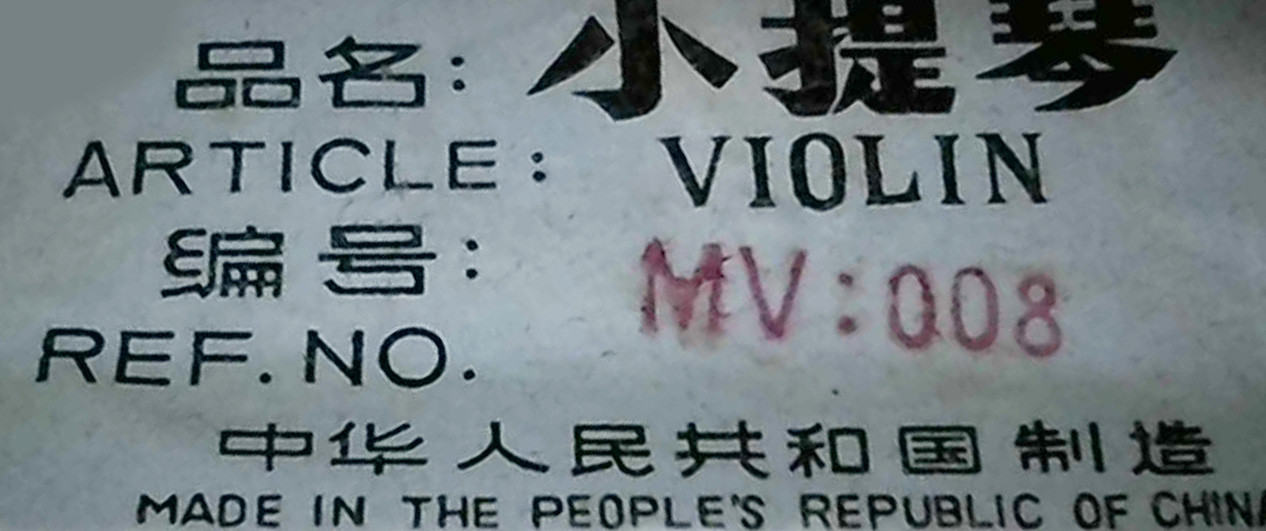 品名： 小提琴
ARTICLE: VIOLIN
编号： MV:008
REF. NO.
中华人民共和国制造
MADE IN THE PEOPLE'S REPUBLIC OF CHINA